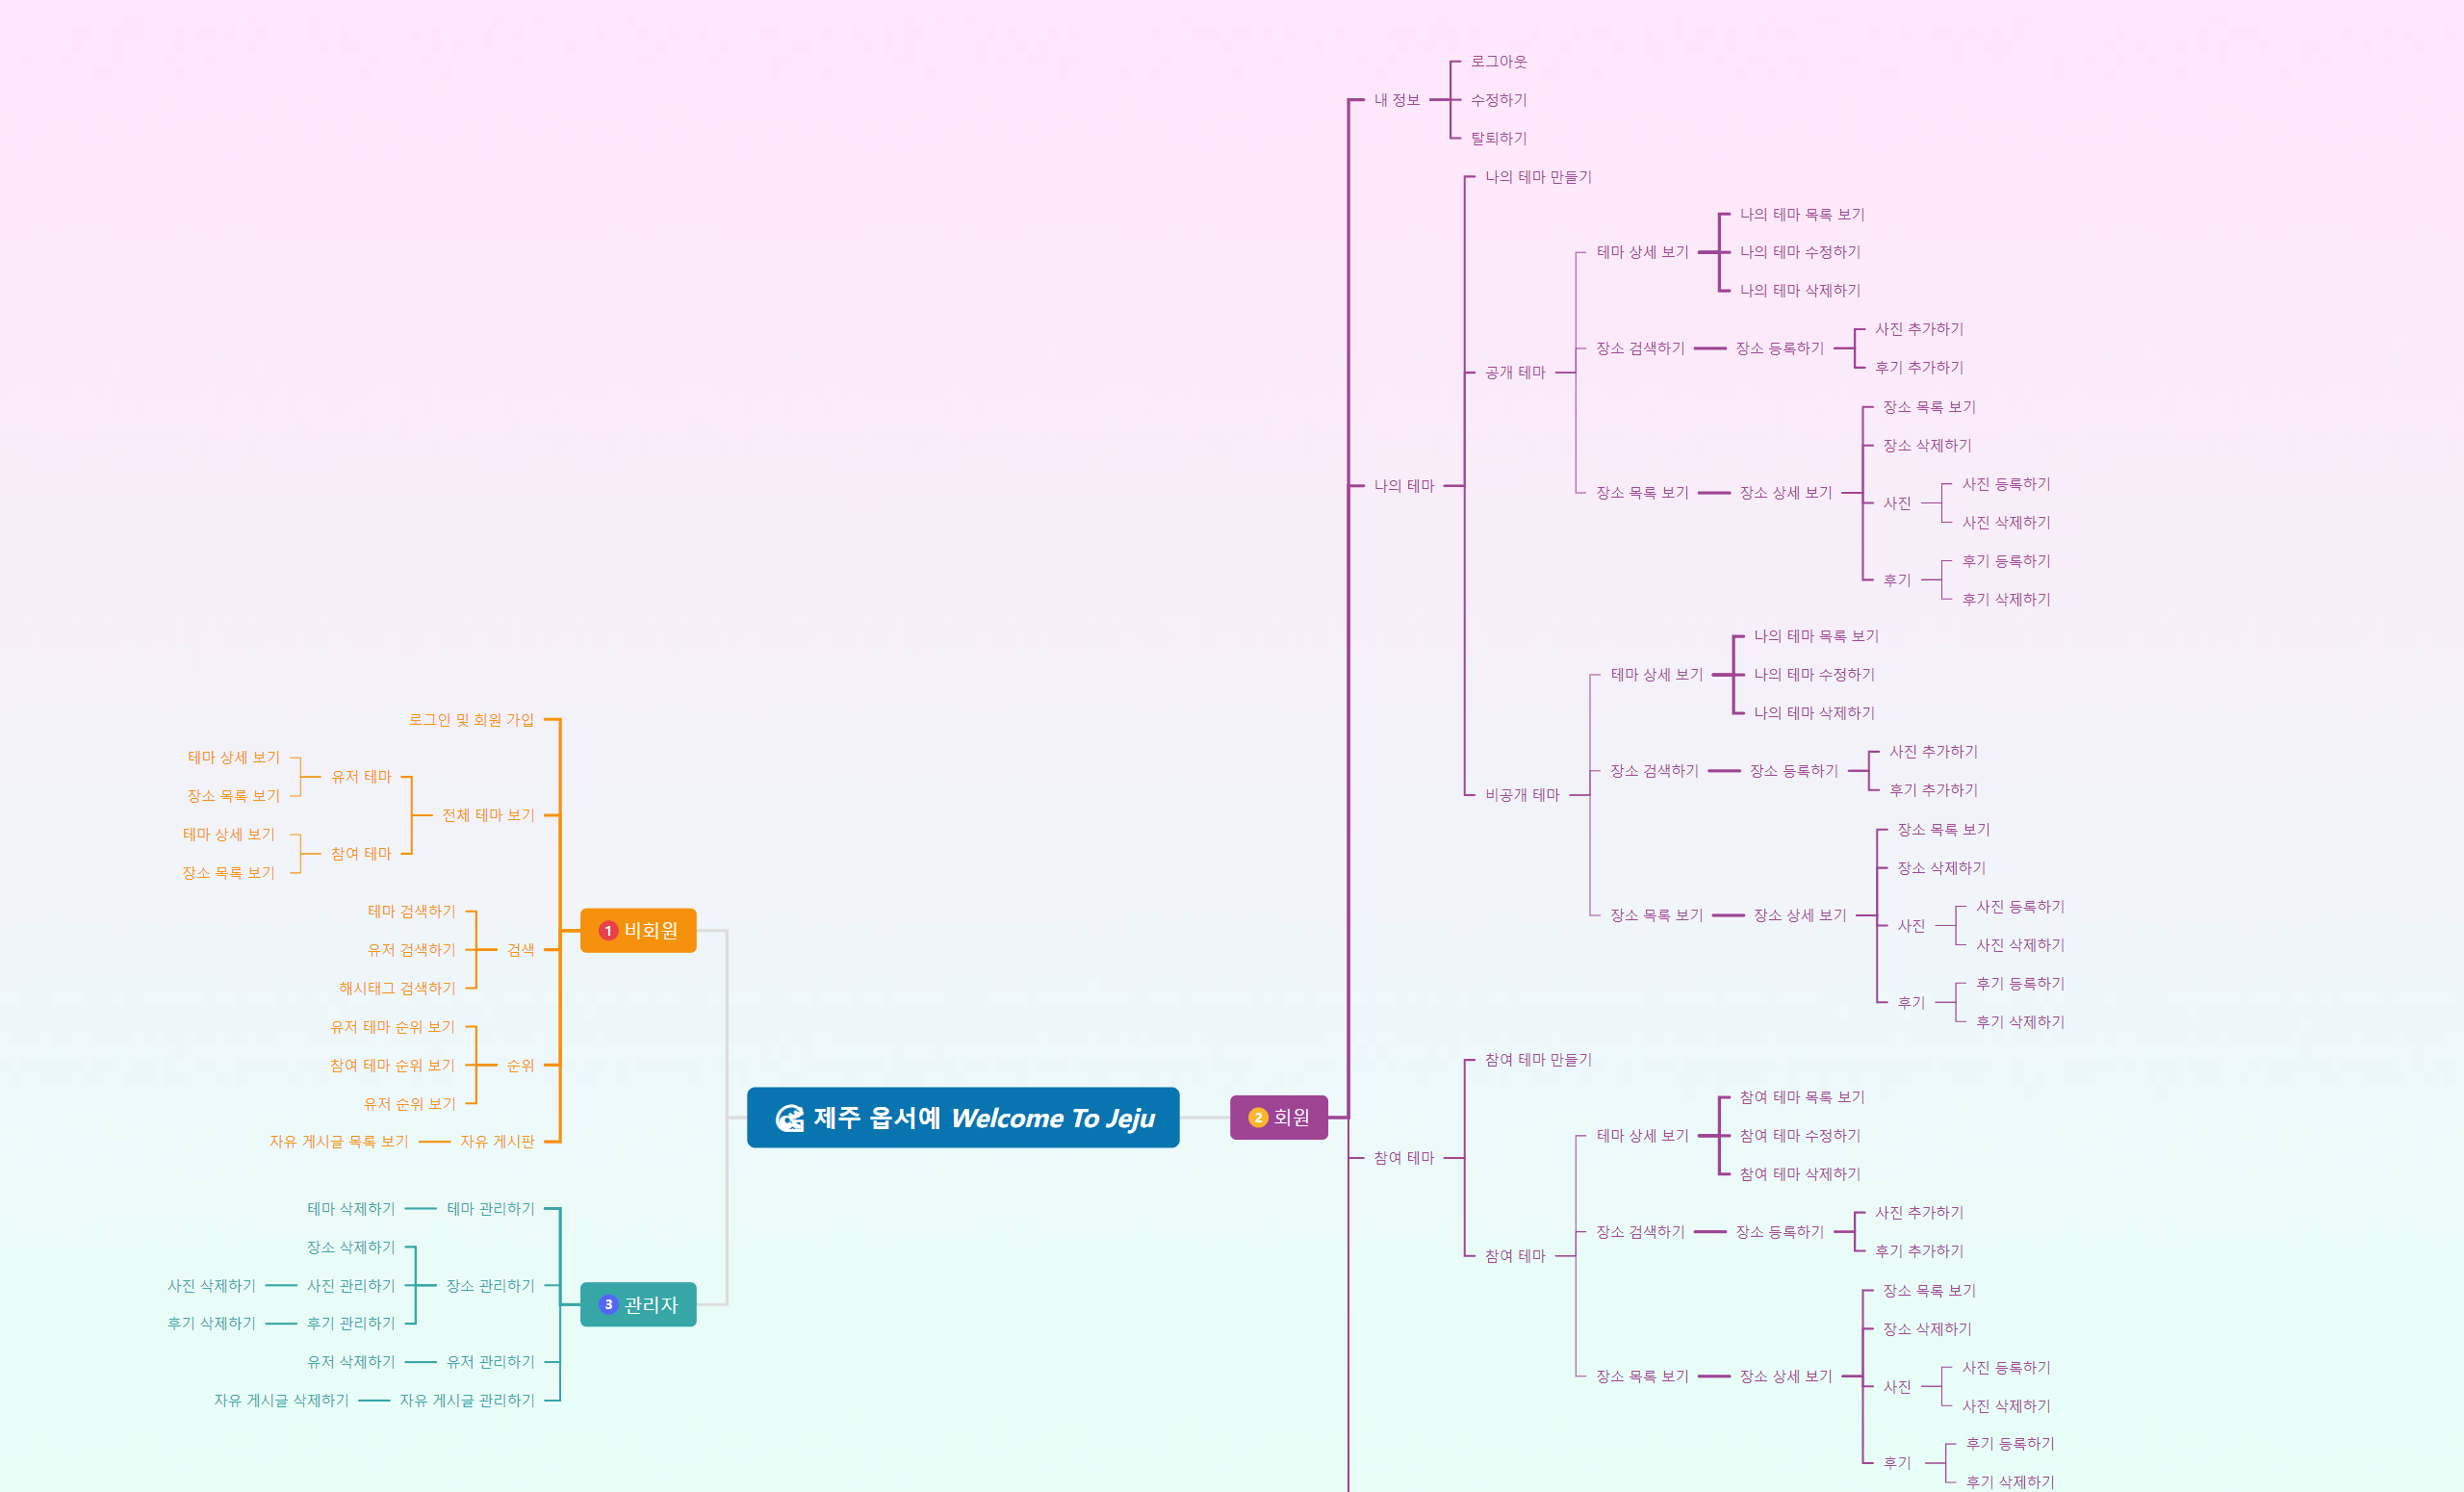 제주 옵서예 Welcome To Jeju
1 비회원
로그인 및 회원 가입
전체 테마 보기
유저 테마
테마 상세 보기
장소 목록 보기
참여 테마
테마 상세 보기
장소 목록 보기
검색
테마 검색하기
유저 검색하기
해시태그 검색하기
순위
유저 테마 순위 보기
참여 테마 순위 보기
유저 순위 보기
자유 게시판
자유 게시글 목록 보기
2 회원
내 정보
로그아웃
수정하기
탈퇴하기
나의 테마
나의 테마 만들기
공개 테마
테마 상세 보기
나의 테마 목록 보기
나의 테마 수정하기
나의 테마 삭제하기
장소 검색하기
장소 등록하기
사진 추가하기
후기 추가하기
장소 목록 보기
장소 상세 보기
장소 목록 보기
장소 삭제하기
사진
사진 등록하기
사진 삭제하기
후기
후기 등록하기
후기 삭제하기
비공개 테마
테마 상세 보기
나의 테마 목록 보기
나의 테마 수정하기
나의 테마 삭제하기
장소 검색하기
장소 등록하기
사진 추가하기
후기 추가하기
장소 목록 보기
장소 상세 보기
장소 목록 보기
장소 삭제하기
사진
사진 등록하기
사진 삭제하기
후기
후기 등록하기
후기 삭제하기
참여 테마
참여 테마 만들기
참여 테마
테마 상세 보기
참여 테마 목록 보기
참여 테마 수정하기
참여 테마 삭제하기
장소 검색하기
장소 등록하기
사진 추가하기
후기 추가하기
장소 목록 보기
장소 상세 보기
장소 목록 보기
장소 삭제하기
사진
사진 등록하기
사진 삭제하기
후기
후기 등록하기
후기 삭제하기
3 관리자
테마 관리하기
테마 삭제하기
장소 관리하기
장소 삭제하기
사진 관리하기
사진 삭제하기
후기 관리하기
후기 삭제하기
유저 관리하기
유저 삭제하기
자유 게시글 관리하기
자유 게시글 삭제하기